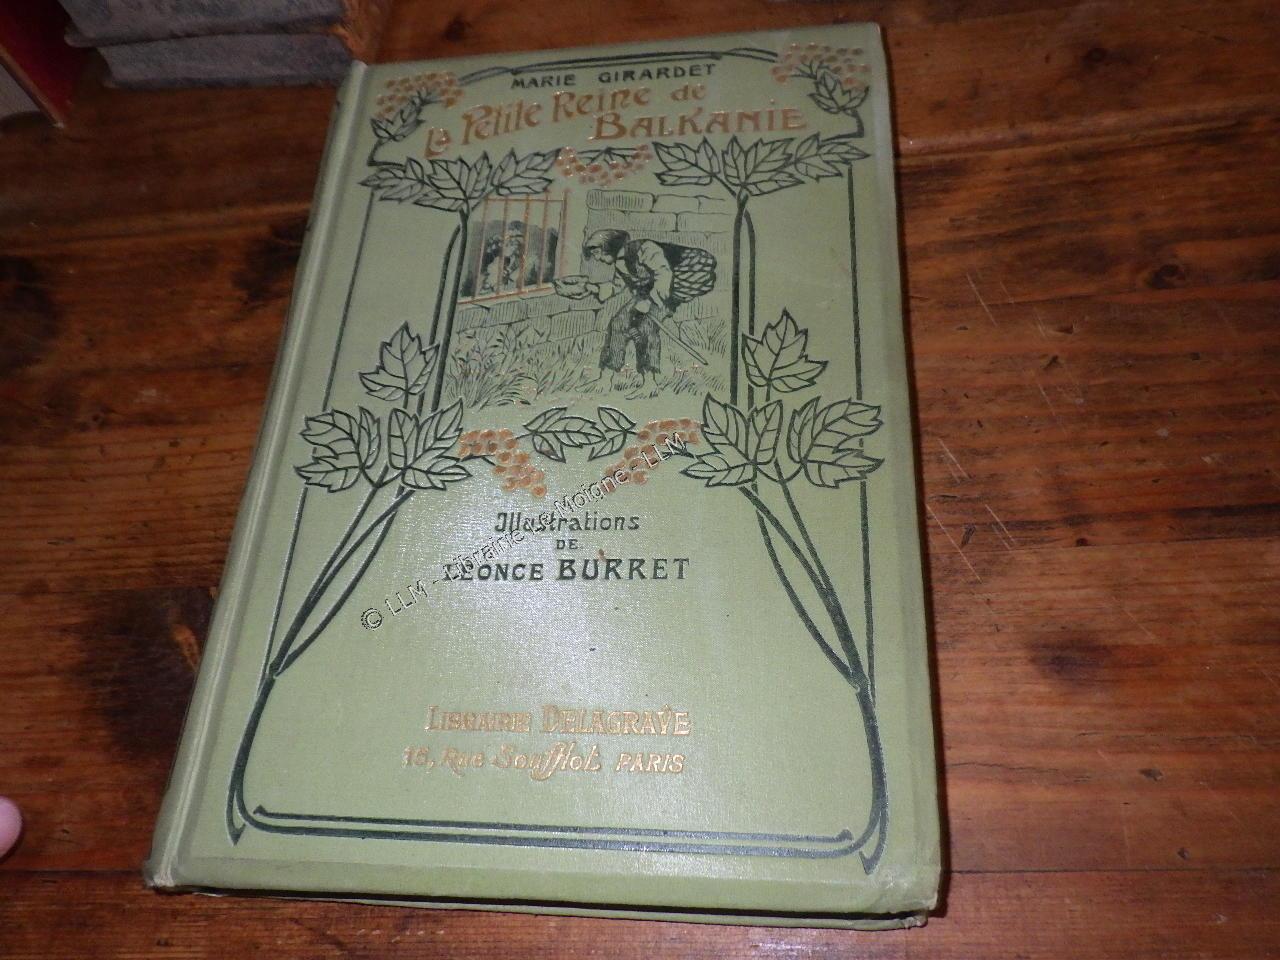 MARIE GIRARDET
La Petite Reine de
BALKANIE
Illustrations
DE
LÉONCE BURRET
© LLM - Librairie Le Moigne - LLM
LIBRAIRIE DELAGRAVE
15, Rue Soufflot PARIS